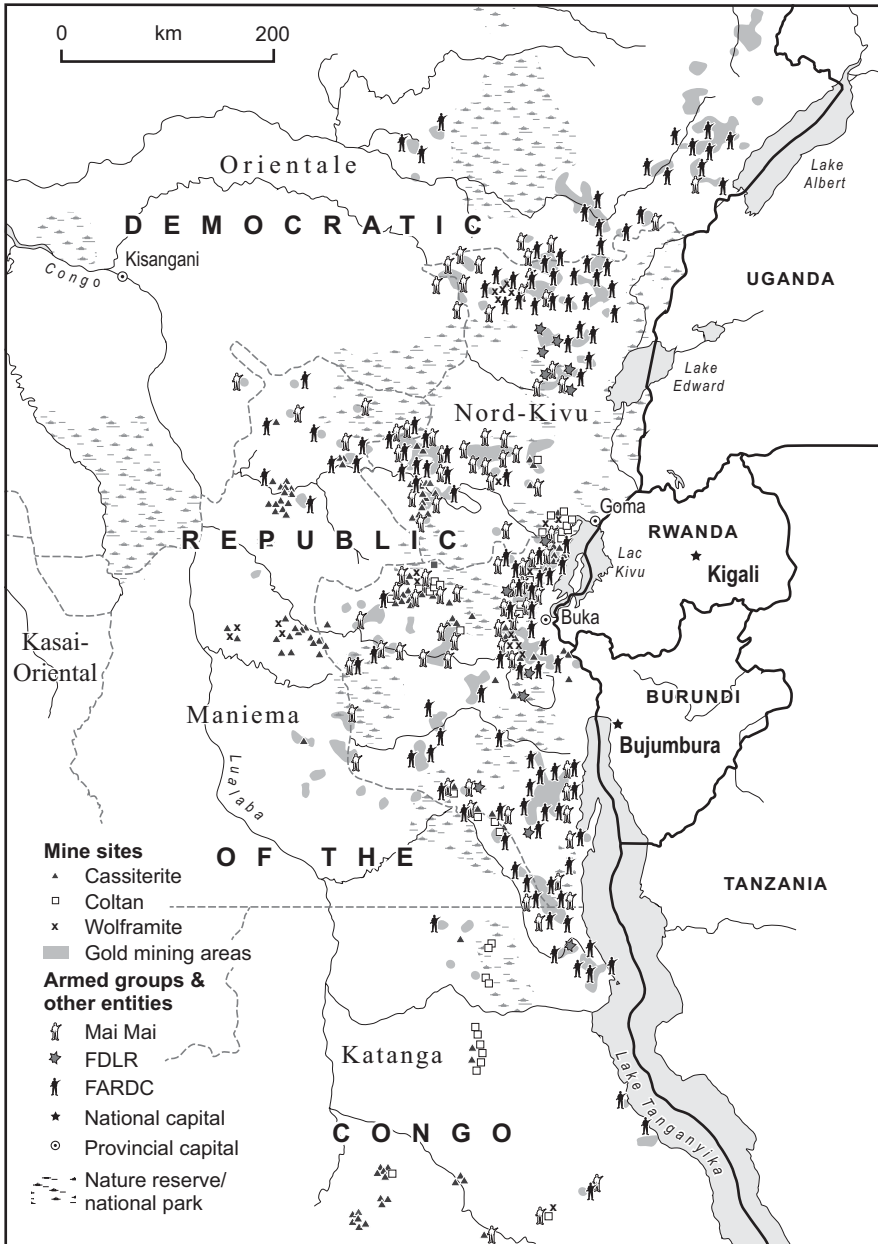 0 km 200
Orientale
Lake
Albert
DEMOCRATIC
Kisangani
Congo
UGANDA
Lake
Edward
Nord-Kivu
Goma
REPUBLIC
RWANDA
Lac
Kivu
Kigali
Buka
Kasai-
Oriental
Maniema
BURUNDI
Bujumbura
Lualaba
OF THE
TANZANIA
Mine sites
Cassiterite
Coltan
Wolframite
Gold mining areas
Armed groups &
other entities
Mai Mai
FDLR
FARDC
National capital
Provincial capital
Nature reserve/
national park
Katanga
Lake Tanganyika
CONGO